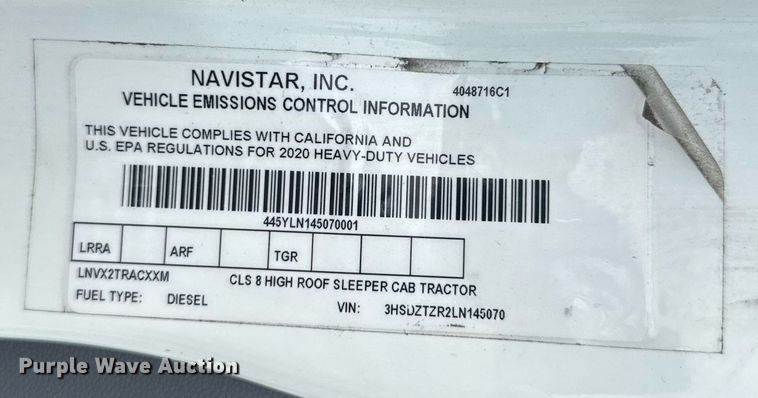 NAVISTAR, INC.
4048716C1
VEHICLE EMISSIONS CONTROL INFORMATION
THIS VEHICLE COMPLIES WITH CALIFORNIA AND
U.S. EPA REGULATIONS FOR 2020 HEAVY-DUTY VEHICLES
445YLN145070001
LRRA ARF TGR
LNVX2TRACXXM CLS 8 HIGH ROOF SLEEPER CAB TRACTOR
FUEL TYPE: DIESEL VIN: 3HSDZTZR2LN145070
Purple Wave Auction